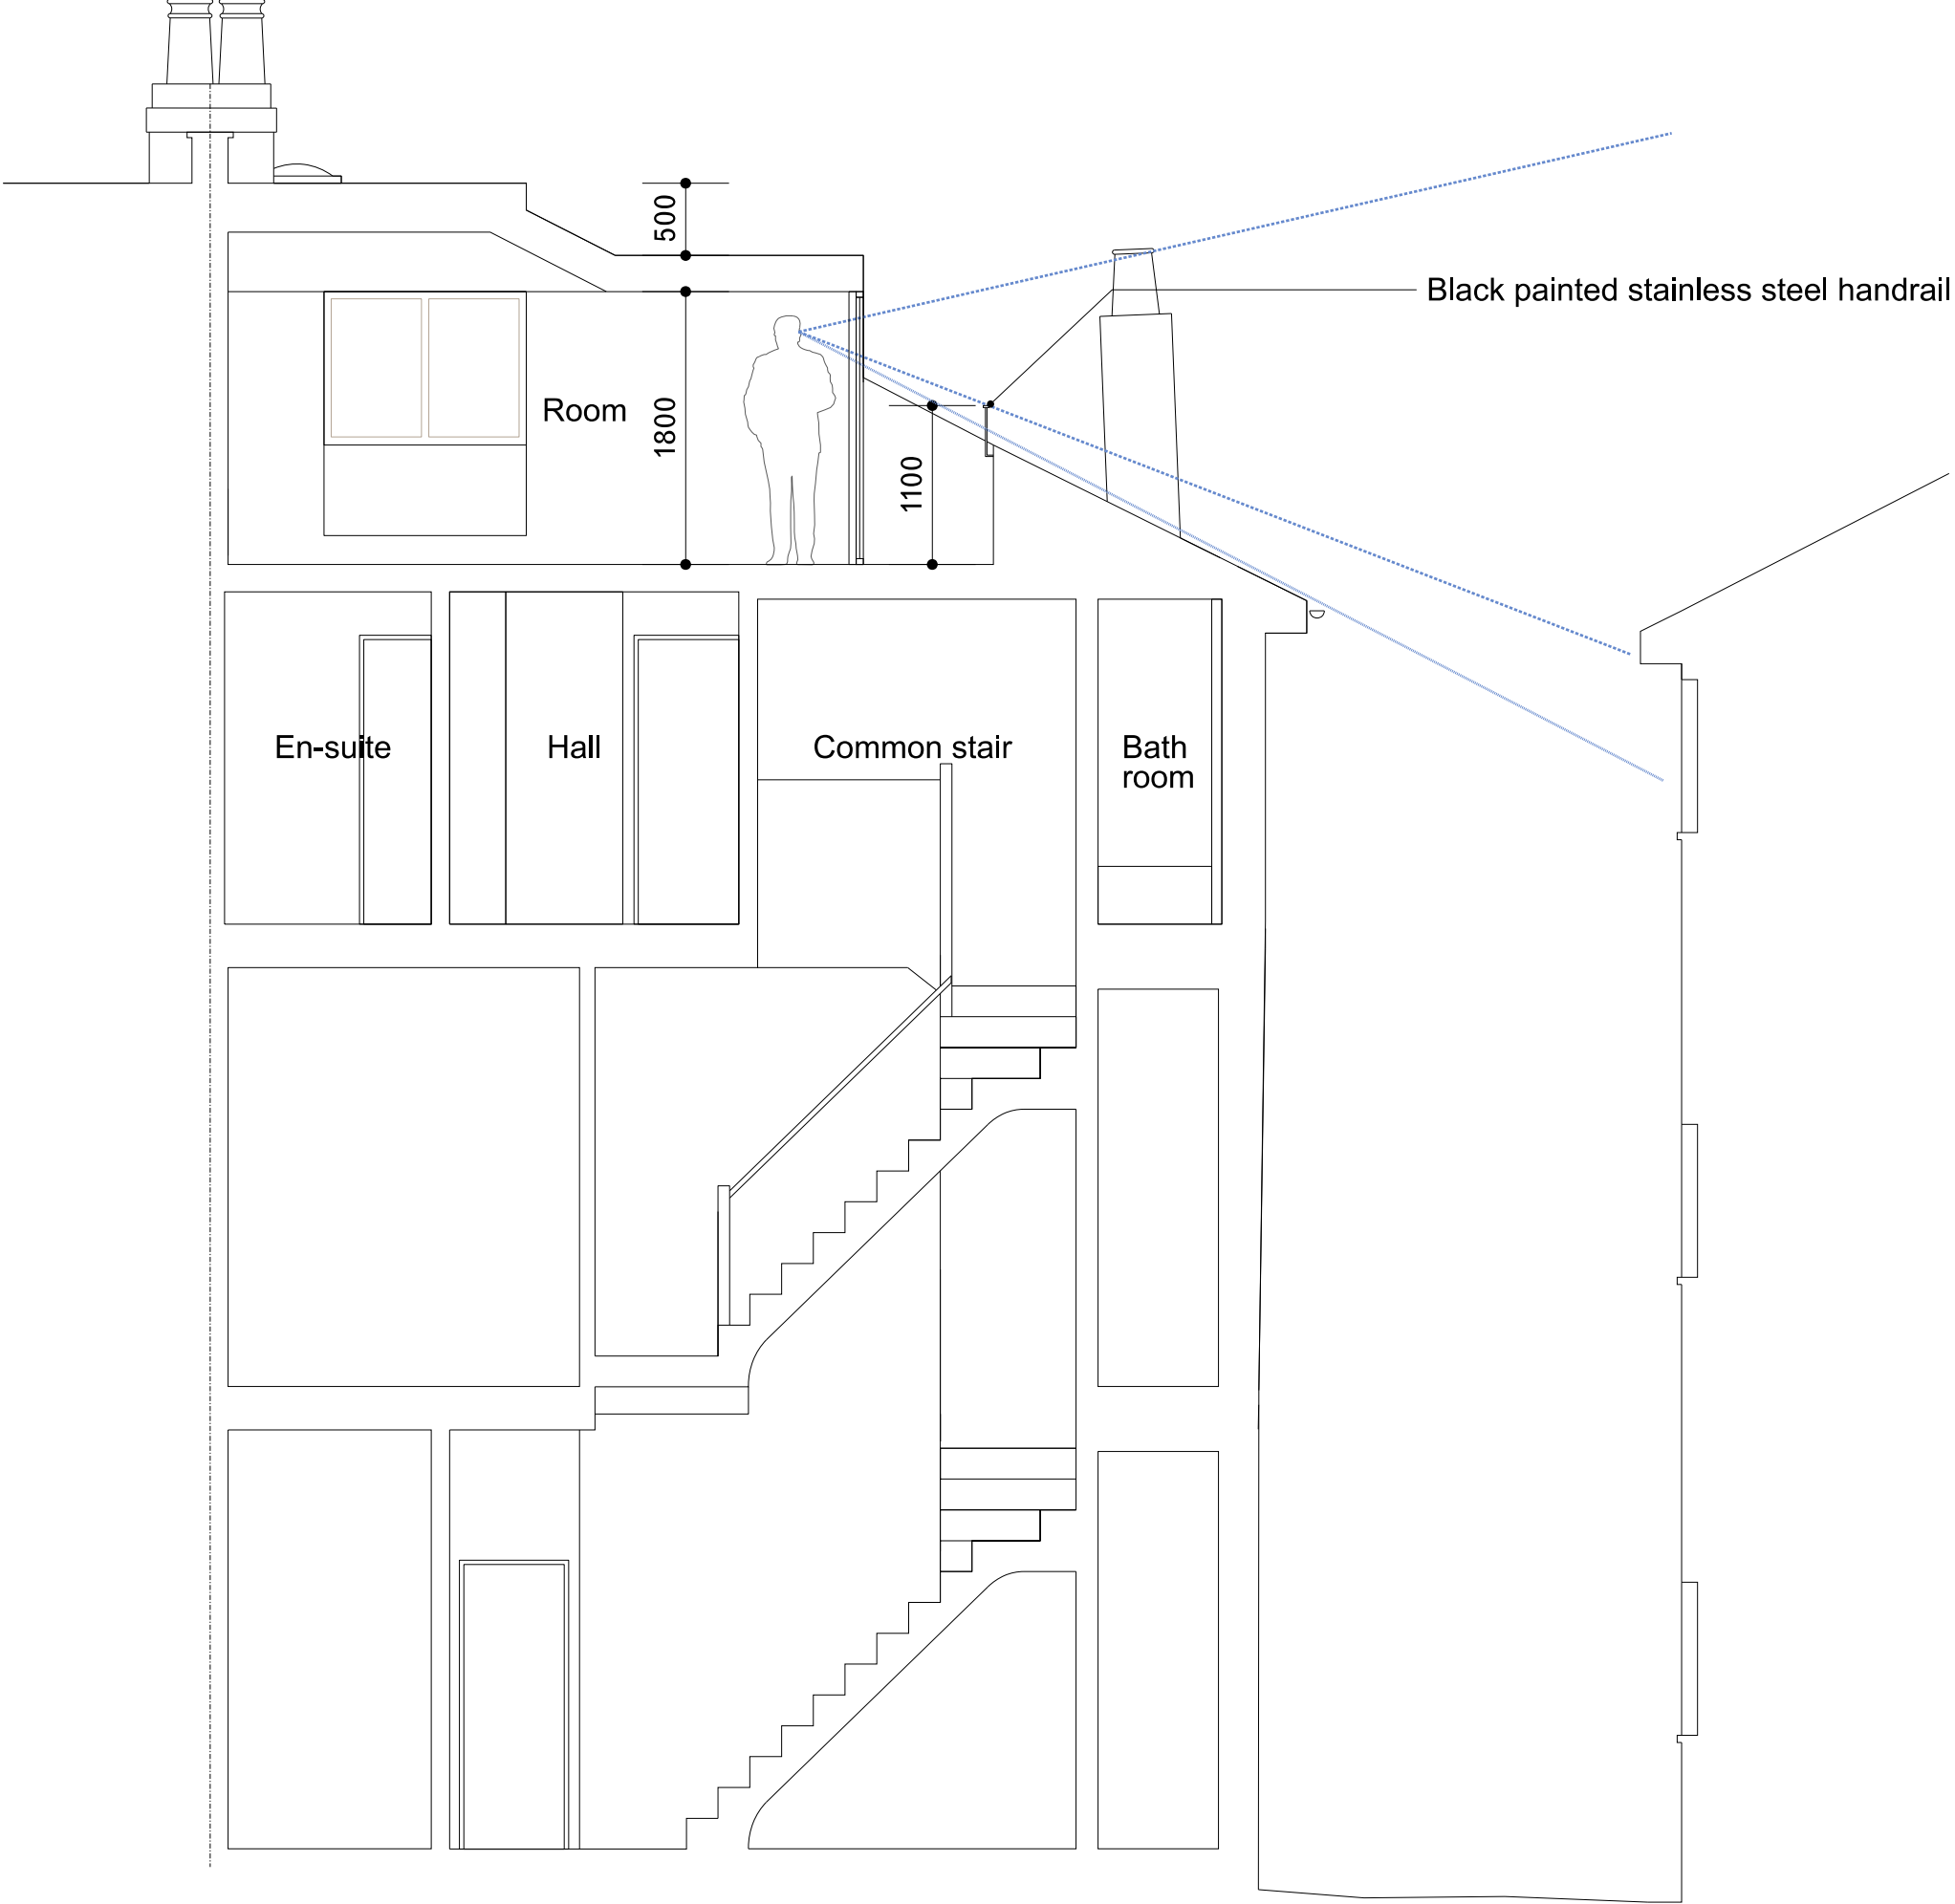 500
Black painted stainless steel handrail
Room
1800
1100
En-suite
Hall
Common stair
Bath
room